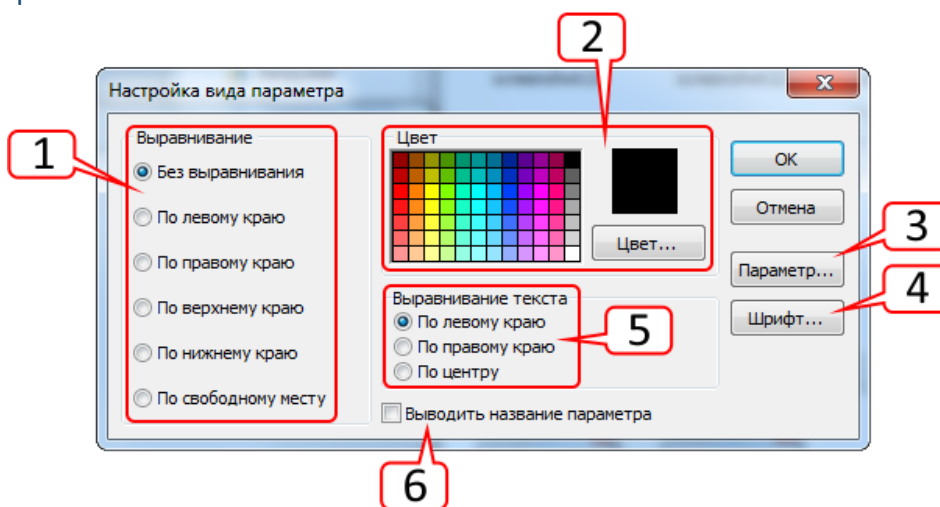 2
Настройка вида параметра
1
Выравнивание
Без выравнивания
По левому краю
По правому краю
По верхнему краю
По нижнему краю
По свободному месту
Цвет
Цвет...
OK
Отмена
3
Параметр...
4
Шрифт...
Выравнивание текста
По левому краю
По правому краю
По центру
5
Выводить название параметра
6